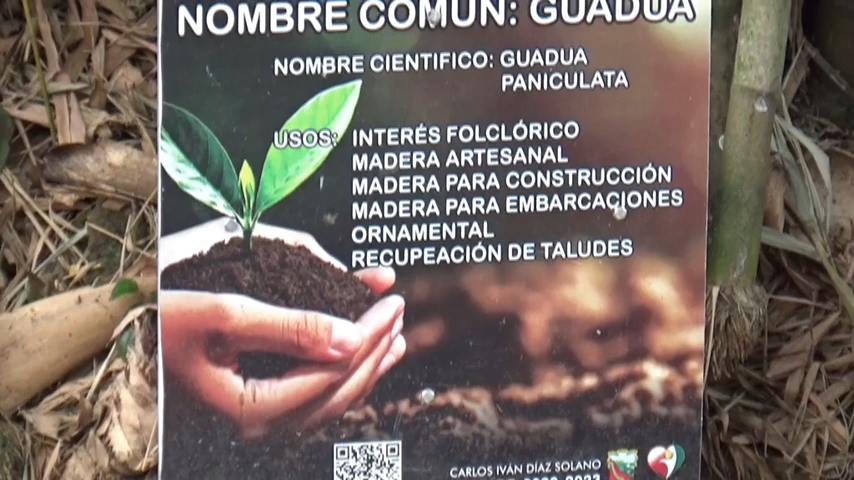 NOMBRE COMUN: GUADUA
NOMBRE CIENTIFICO: GUADUA
PANICULATA
USOS: INTERÉS FOLCLÓRICO
MADERA ARTESANAL
MADERA PARA CONSTRUCCIÓN
MADERA PARA EMBARCACIONES
ORNAMENTAL
RECUPEACIÓN DE TALUDES
CARLOS IVÁN DÍAZ SOLANO